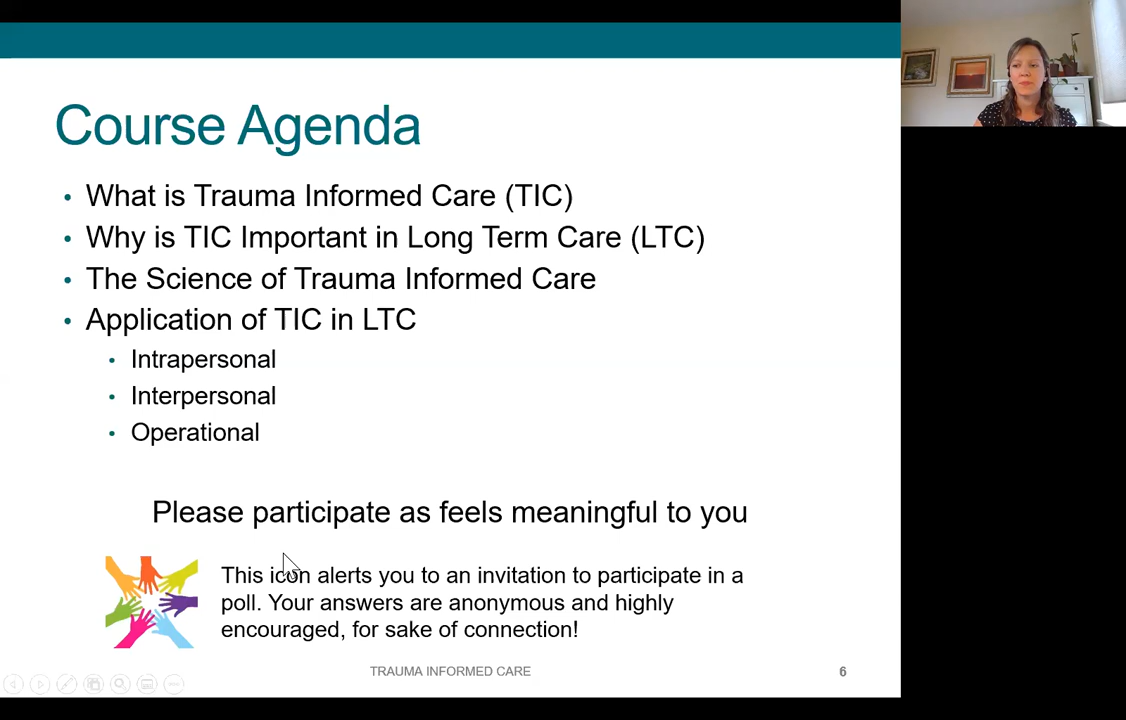 Course Agenda
What is Trauma Informed Care (TIC)
Why is TIC Important in Long Term Care (LTC)
The Science of Trauma Informed Care
Application of TIC in LTC
Intrapersonal
Interpersonal
Operational
Please participate as feels meaningful to you
This icon alerts you to an invitation to participate in a
poll. Your answers are anonymous and highly
encouraged, for sake of connection!
TRAUMA INFORMED CARE
6